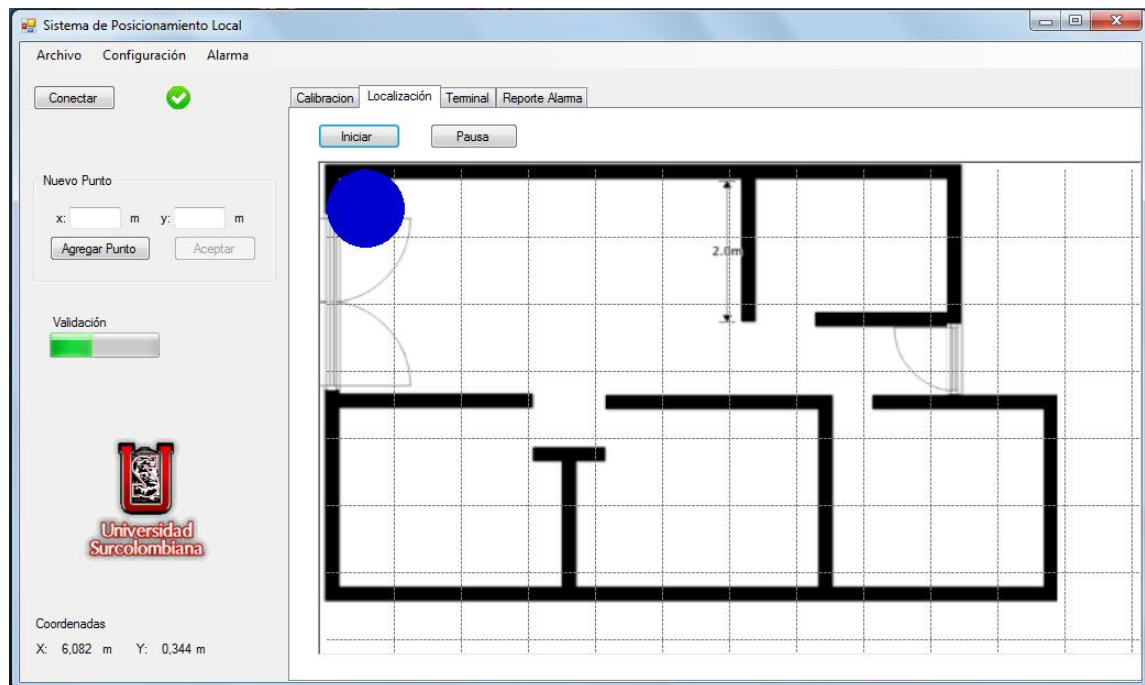 Sistema de Posicionamiento Local
Archivo Configuración Alarma
Conectar
Calibracion Localización Terminal Reporte Alarma
Iniciar Pausa
Nuevo Punto
x: m y: m
Agregar Punto Aceptar
2.0m
Validación
Universidad
Surcolombiana
Coordenadas
X: 6,082 m Y: 0,344 m